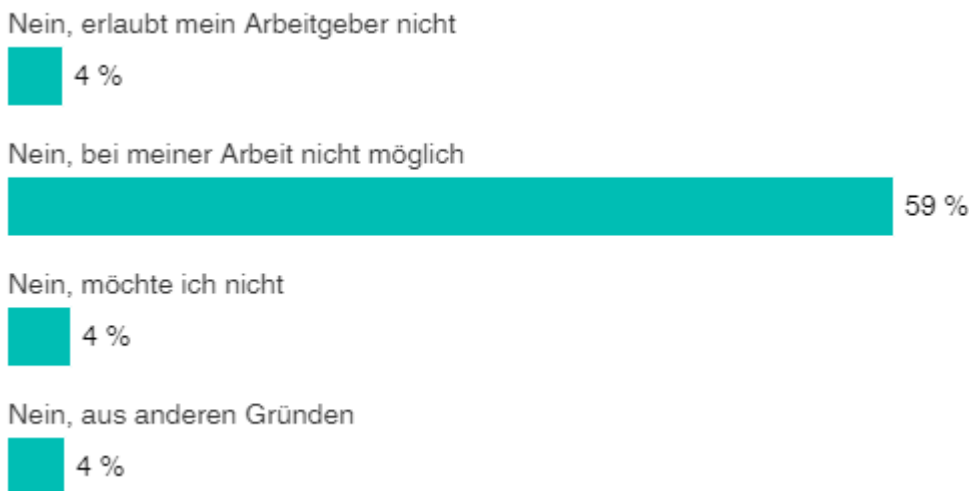 Nein, erlaubt mein Arbeitgeber nicht
4 %
Nein, bei meiner Arbeit nicht möglich
59 %
Nein, möchte ich nicht
4 %
Nein, aus anderen Gründen
4 %